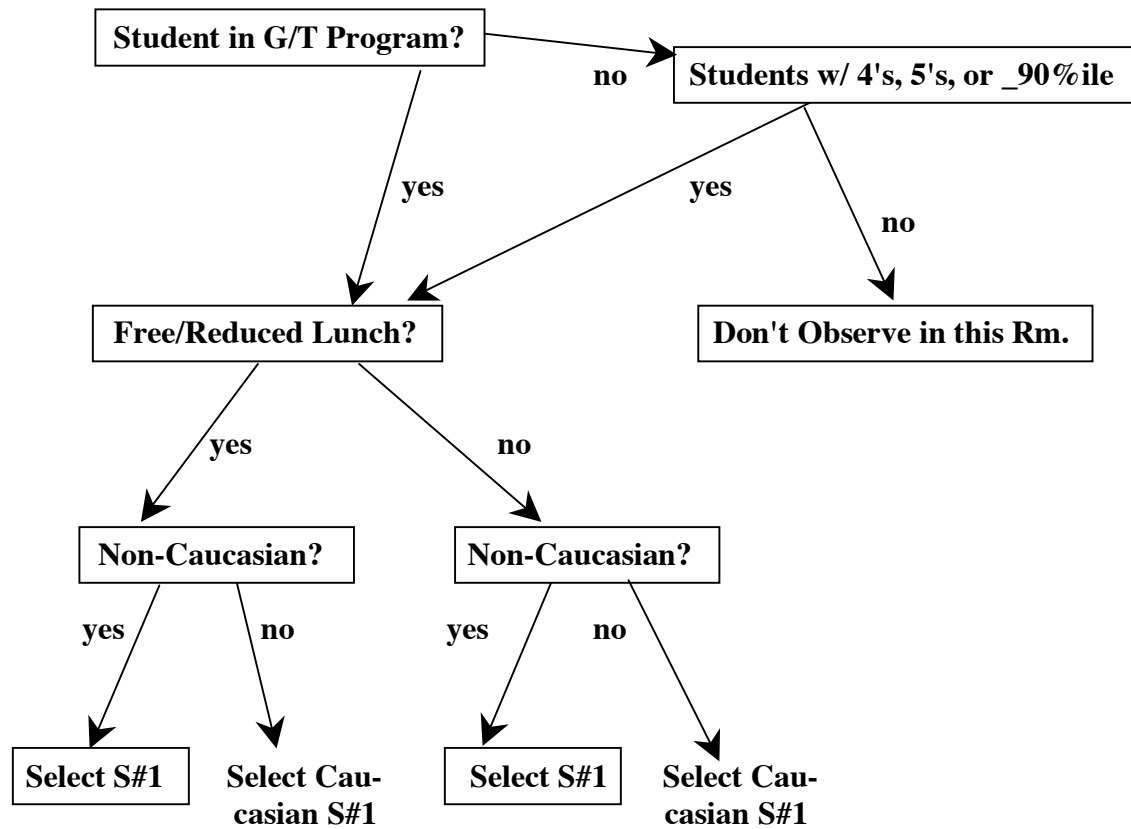 Student in G/T Program?
no
Students w/ 4's, 5's, or _90%ile
yes
yes
no
Free/Reduced Lunch?
Don't Observe in this Rm.
yes
no
Non-Caucasian?
Non-Caucasian?
yes
no
yes
no
Select S#1
Select Cau-
casian S#1
Select S#1
Select Cau-
casian S#1